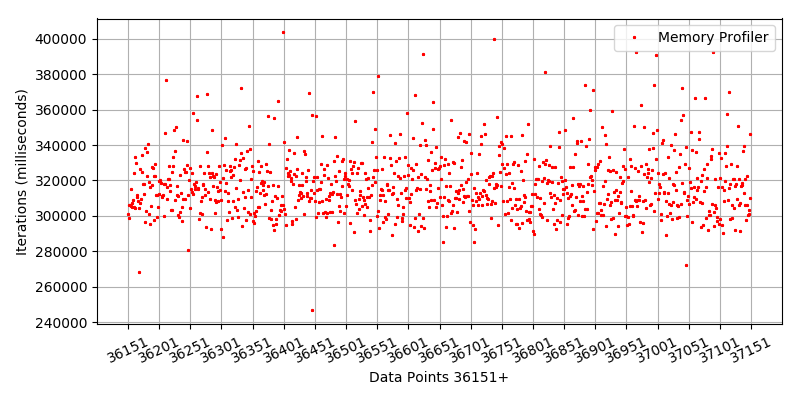 Memory Profiler
Iterations (milliseconds)
400000
380000
360000
340000
320000
300000
280000
260000
240000
36151 36201 36251 36301 36351 36401 36451 36501 36551 36601 36651 36701 36751 36801 36851 36901 36951 37001 37051 37101 37151
Data Points 36151+